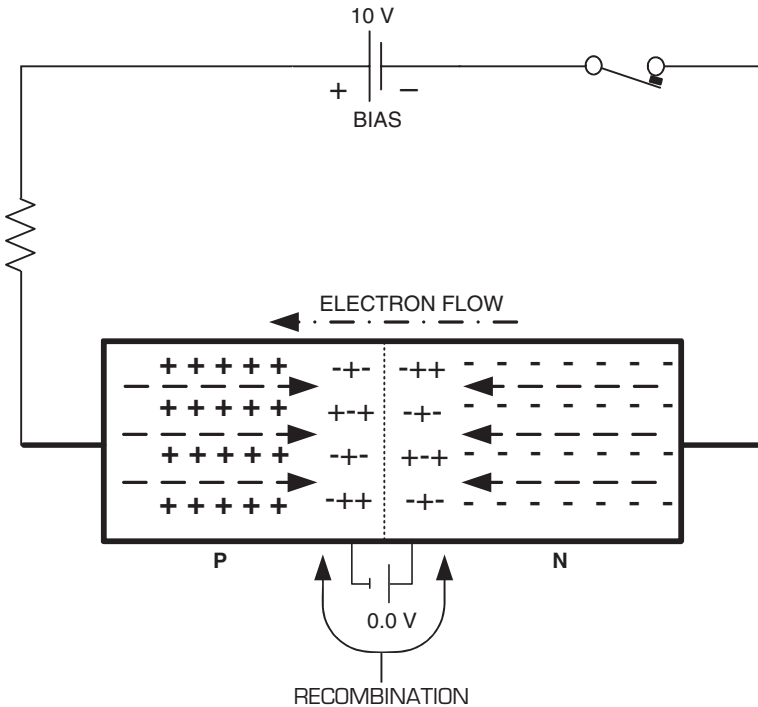 10 V
+ −
BIAS
ELECTRON FLOW
+ + + + + -+- -++ - - - - - - - -
+ + + + + +-+ -+- - - - - - - - -
+ + + + + -+- +-+ - - - - - - - -
+ + + + + -++ -+- - - - - - - - -
P N
0.0 V
RECOMBINATION